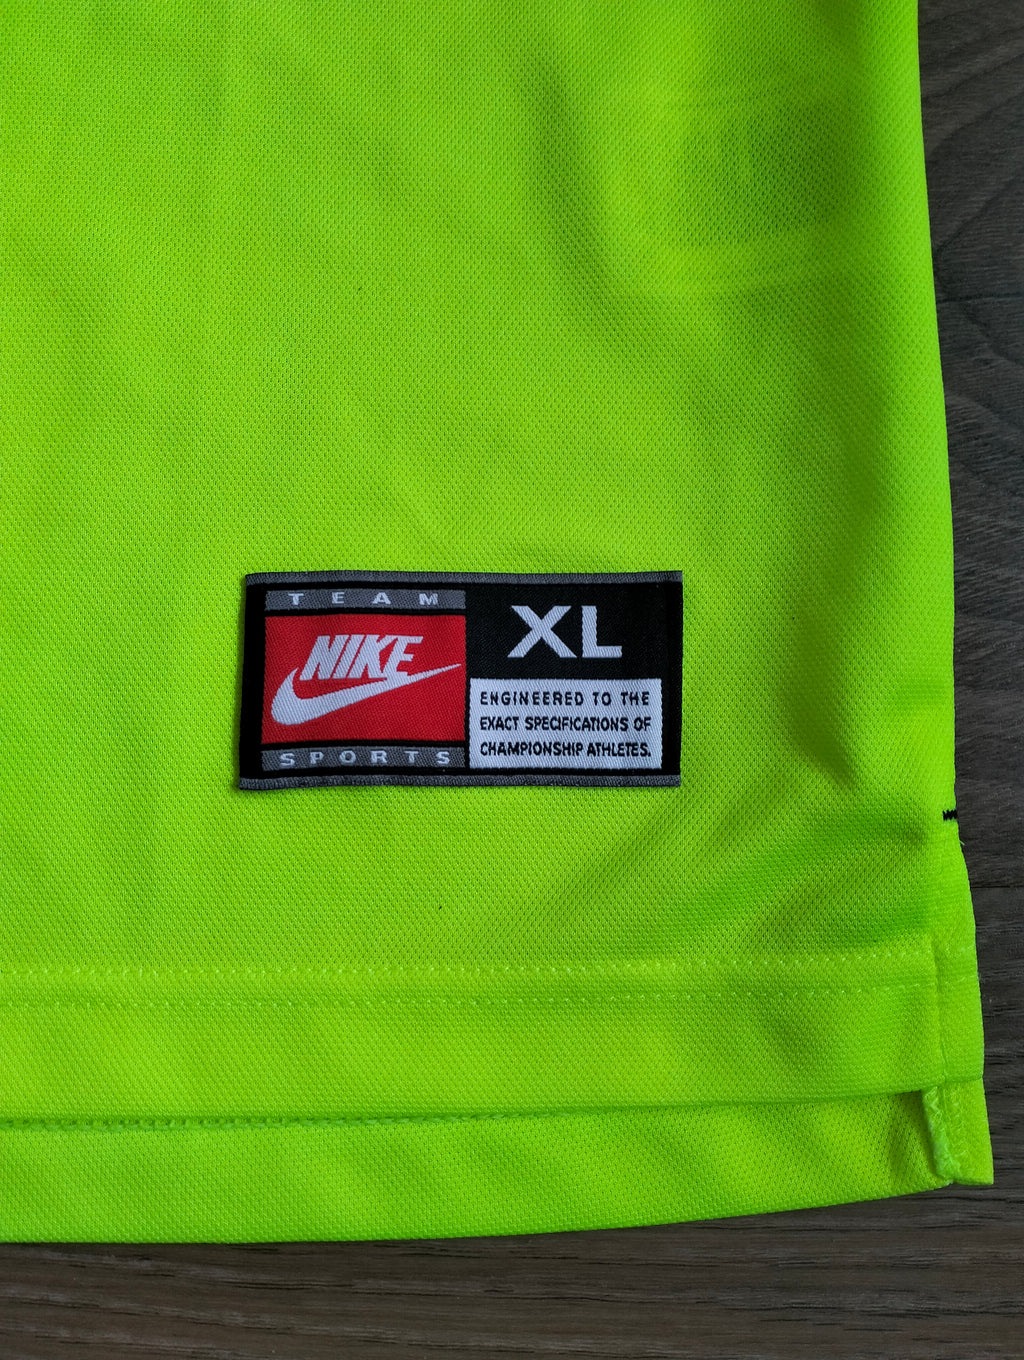 TEAM
NIKE
SPORTS
XL
ENGINEERED TO THE
EXACT SPECIFICATIONS OF
CHAMPIONSHIP ATHLETES.